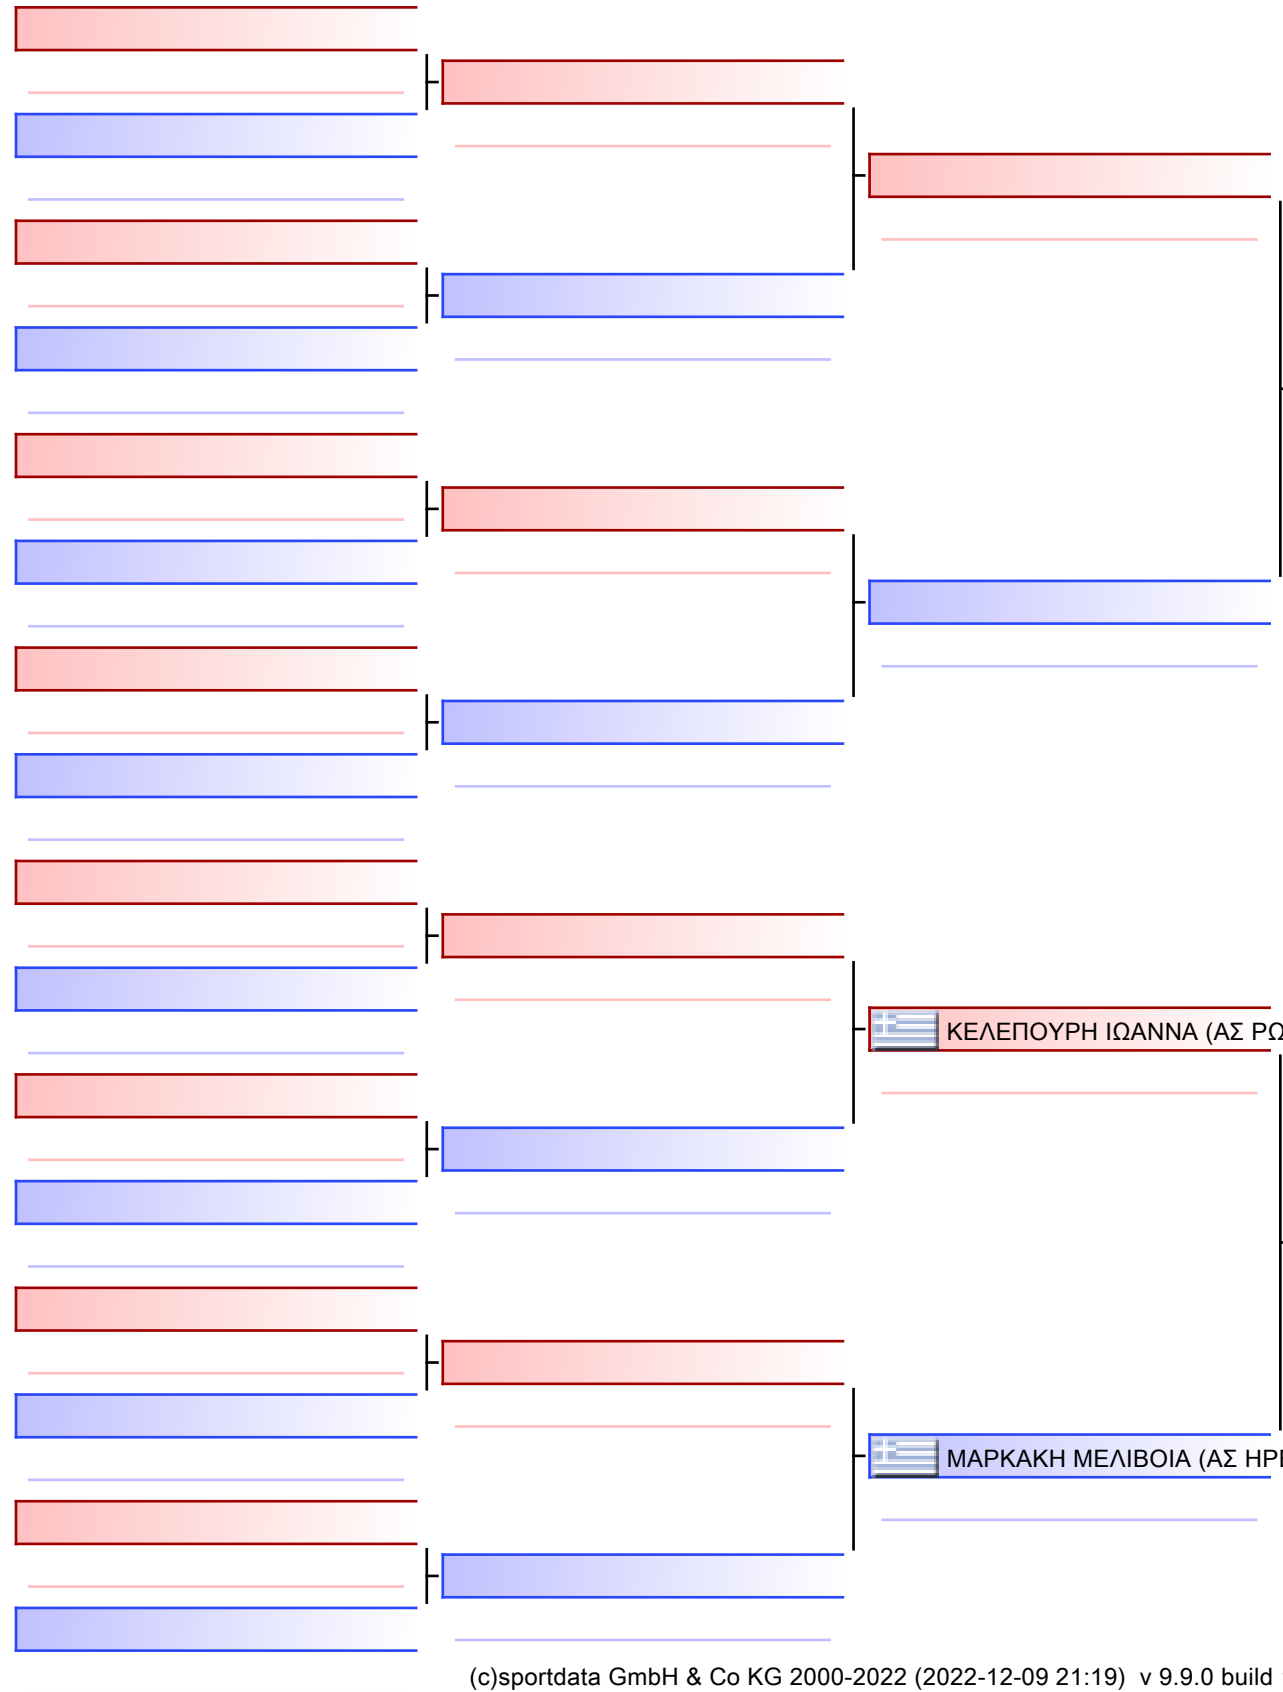 ΚΕΛΕΠΟΥΡΗ ΙΩΑΝΝΑ (ΑΣ ΡΩ
ΜΑΡΚΑΚΗ ΜΕΛΙΒΟΙΑ (ΑΣ ΗΡΕ
(c)sportdata GmbH & Co KG 2000-2022 (2022-12-09 21:19) v 9.9.0 build